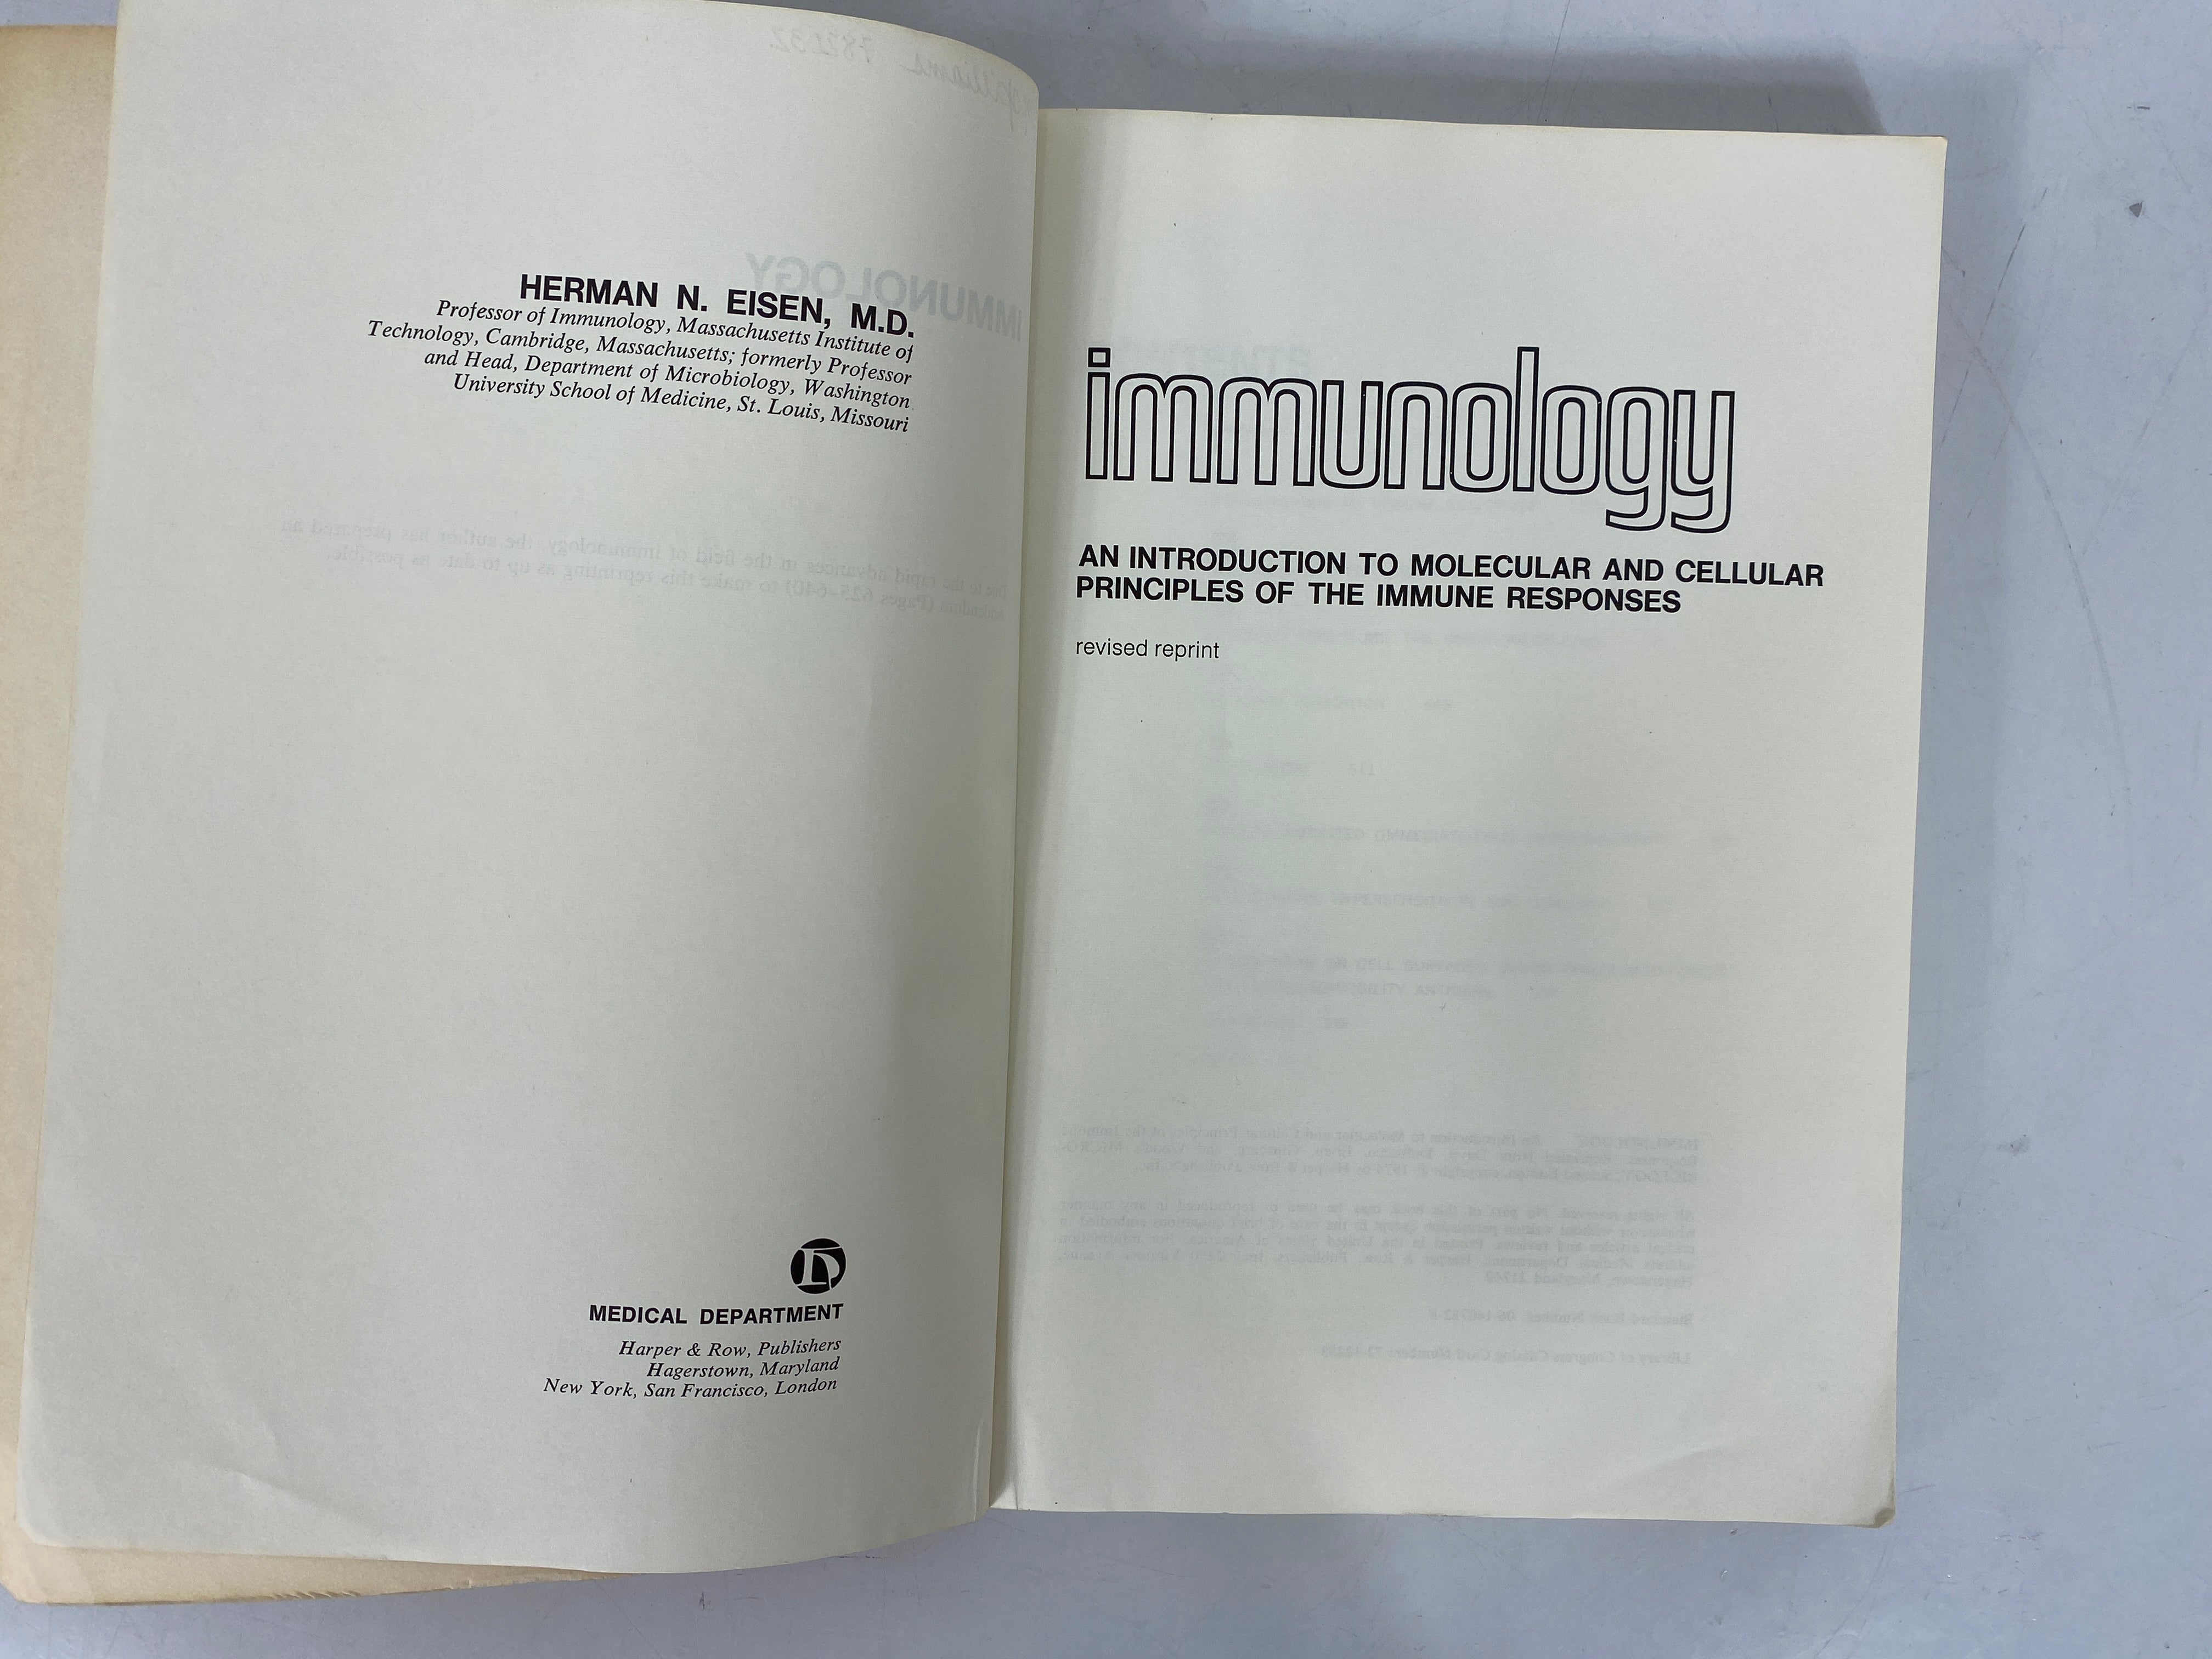 HERMAN N. EISEN, M.D.
Professor of Immunology, Massachusetts Institute of
Technology, Cambridge, Massachusetts; formerly Professor
and Head, Department of Microbiology, Washington
University School of Medicine, St. Louis, Missouri
MEDICAL DEPARTMENT
Harper & Row, Publishers
Hagerstown, Maryland
New York, San Francisco, London
immunology
AN INTRODUCTION TO MOLECULAR AND CELLULAR
PRINCIPLES OF THE IMMUNE RESPONSES
revised reprint